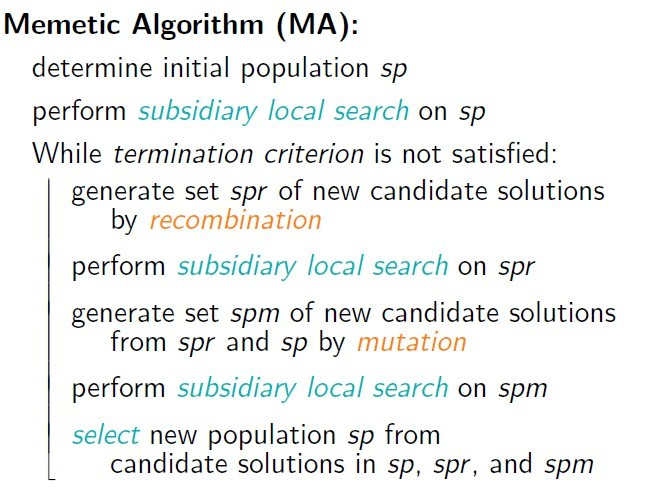 Memetic Algorithm (MA):
determine initial population sp
perform subsidiary local search on sp
While termination criterion is not satisfied:
generate set spr of new candidate solutions
by recombination
perform subsidiary local search on spr
generate set spm of new candidate solutions
from spr and sp by mutation
perform subsidiary local search on spm
select new population sp from
candidate solutions in sp, spr, and spm